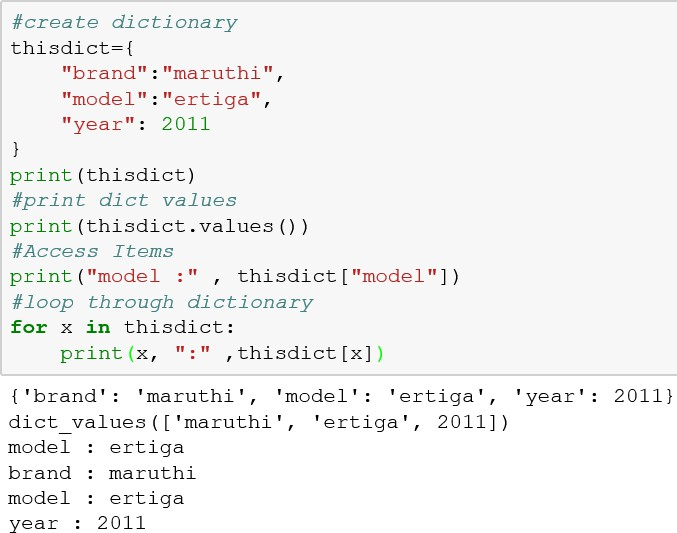 #create dictionary
thisdict={
    "brand":"maruthi",
    "model":"ertiga",
    "year": 2011
}
print(thisdict)
#print dict values
print(thisdict.values())
#Access Items
print("model :" , thisdict["model"])
#loop through dictionary
for x in thisdict:
    print(x, ":" ,thisdict[x])
{'brand': 'maruthi', 'model': 'ertiga', 'year': 2011}
dict_values(['maruthi', 'ertiga', 2011])
model : ertiga
brand : maruthi
model : ertiga
year : 2011